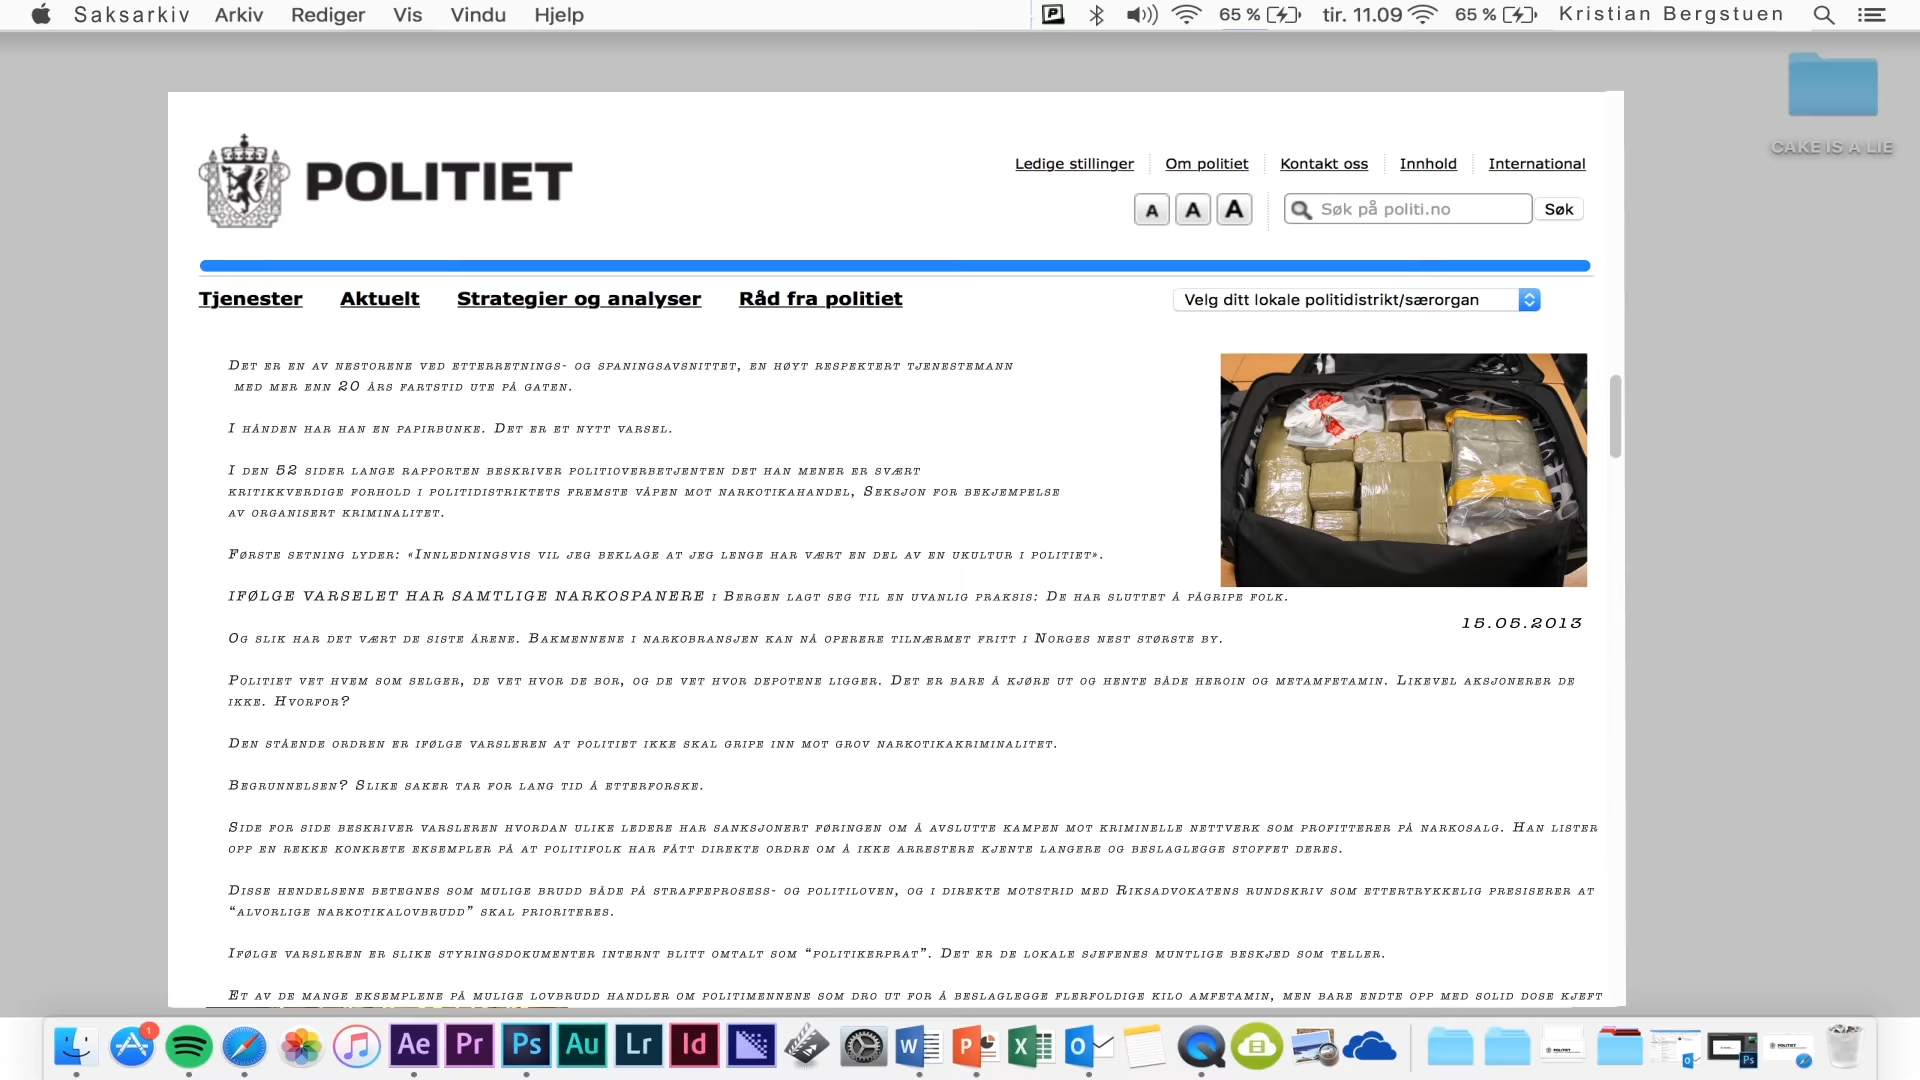 Saksarkiv Arkiv Rediger Vis Vindu Hjelp 65 % tir. 11.09 65 % Kristian Bergstuen
CAKE IS A LIE
POLITIET
Ledige stillinger Om politiet Kontakt oss Innhold International
A A A Søk på politi.no Søk
Tjenester Aktuelt Strategier og analyser Råd fra politiet Velg ditt lokale politidistrikt/særorgan
Det er en av nestorene ved etterretnings- og spaningsavsnittet, en høyt respektert tjenestemann
med mer enn 20 års fartstid ute på gaten.
I hånden har han en papirbunke. Det er et nytt varsel.
I den 52 sider lange rapporten beskriver politioverbetjenten det han mener er svært
kritikkverdige forhold i politidistriktets fremste våpen mot narkotikahandel, Seksjon for bekjempelse
av organisert kriminalitet.
Første setning lyder: «Innledningsvis vil jeg beklage at jeg lenge har vært en del av en ukultur i politiet».
IFØLGE VARSELET HAR SAMTLIGE NARKOSPANERE i Bergen lagt seg til en uvanlig praksis: De har sluttet å pågripe folk.
15.05.2013
Og slik har det vært de siste årene. Bakmennene i narkobransjen kan nå operere tilnærmet fritt i Norges nest største by.
Politiet vet hvem som selger, de vet hvor de bor, og de vet hvor depotene ligger. Det er bare å kjøre ut og hente både heroin og metamfetamin. Likevel aksjonerer de
ikke. Hvorfor?
Den stående ordren er ifølge varsleren at politiet ikke skal gripe inn mot grov narkotikakriminalitet.
Begrunnelsen? Slike saker tar for lang tid å etterforske.
Side for side beskriver varsleren hvordan ulike ledere har sanksjonert føringen om å avslutte kampen mot kriminelle nettverk som profitterer på narkosalg. Han lister
opp en rekke konkrete eksempler på at politifolk har fått direkte ordre om å ikke arrestere kjente langere og beslaglegge stoffet deres.
Disse hendelsene betegnes som mulige brudd både på straffeprosess- og politiloven, og i direkte motstrid med Riksadvokatens rundskriv som ettertrykkelig presiserer at
“alvorlige narkotikalovbrudd” skal prioriteres.
Ifølge varsleren er slike styringsdokumenter internt blitt omtalt som “politikerprat”. Det er de lokale sjefenes muntlige beskjed som teller.
Et av de mange eksemplene på mulige lovbrudd handler om politimennene som dro ut for å beslaglegge flerfoldige kilo amfetamin, men bare endte opp med solid dose kjeft
1 Ae Pr Ps Au Lr Id W P X O